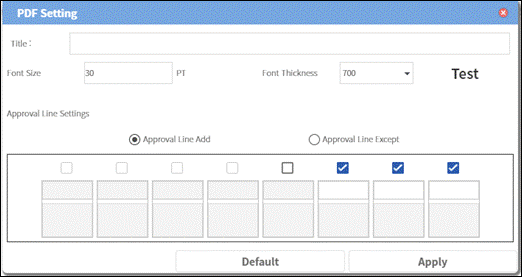 PDF Setting
Title :
Font Size 30 PT Font Thickness 700 Test
Approval Line Settings
Approval Line Add Approval Line Except
Default Apply